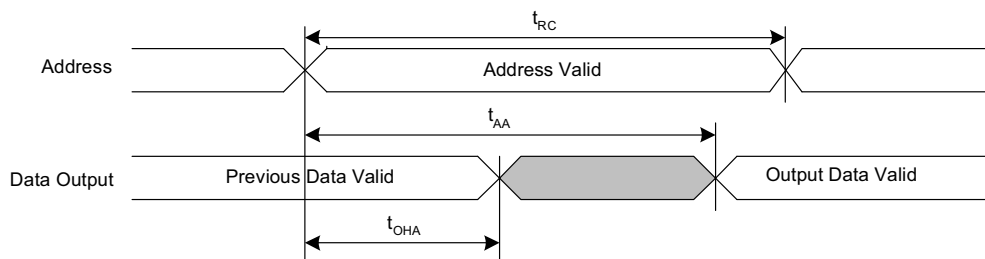 tRC
Address
Address Valid
tAA
Data Output
Previous Data Valid
Output Data Valid
tOHA